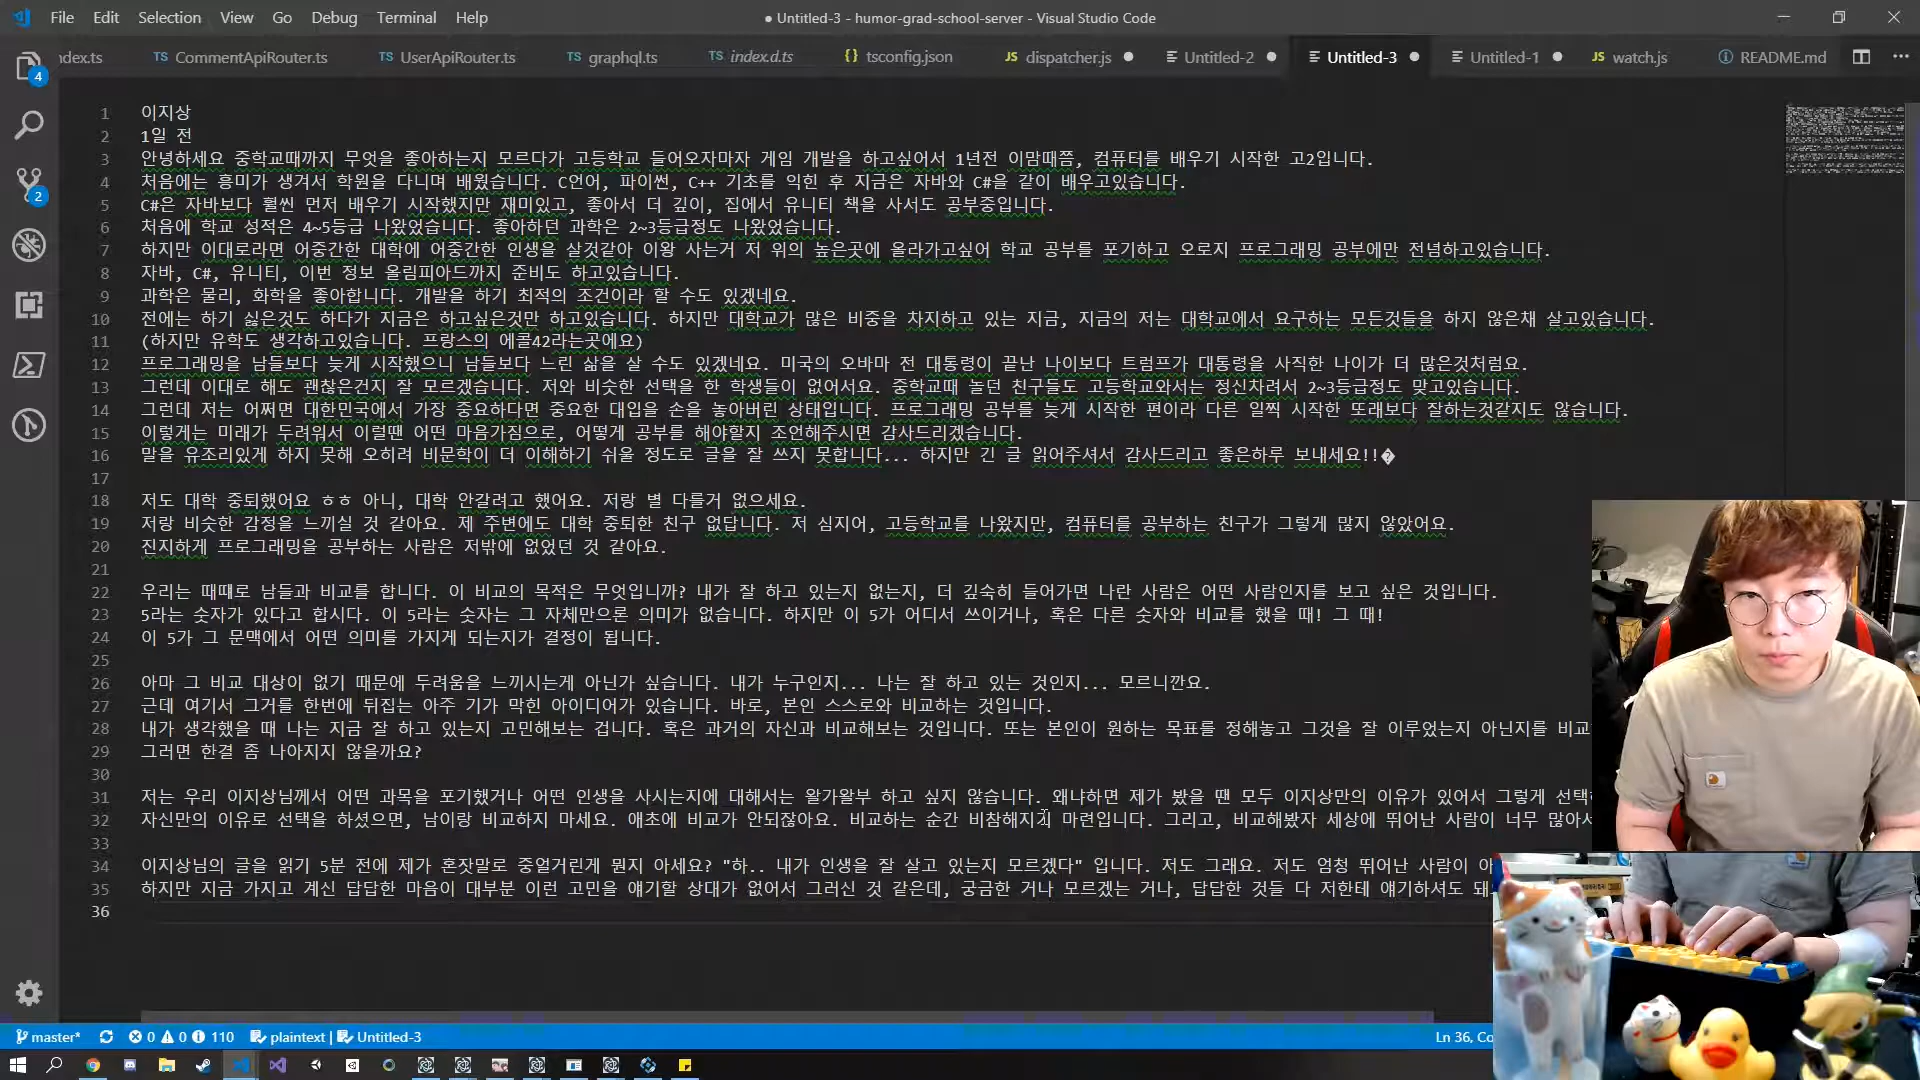 File Edit Selection View Go Debug Terminal Help
● Untitled-3 - humor-grad-school-server - Visual Studio Code
ndex.ts TS CommentApiRouter.ts TS UserApiRouter.ts TS graphql.ts TS index.d.ts {} tsconfig.json JS dispatcher.js Untitled-2 Untitled-3 Untitled-1 JS watch.js README.md
4
2
1 이지상
2 1일 전
3 안녕하세요 중학교때까지 무엇을 좋아하는지 모르다가 고등학교 들어오자마자 게임 개발을 하고싶어서 1년전 이맘때쯤, 컴퓨터를 배우기 시작한 고2입니다.
4 처음에는 흥미가 생겨서 학원을 다니며 배웠습니다. C언어, 파이썬, C++ 기초를 익힌 후 지금은 자바와 C#을 같이 배우고있습니다.
5 C#은 자바보다 훨씬 먼저 배우기 시작했지만 재미있고, 좋아서 더 깊이, 집에서 유니티 책을 사서도 공부중입니다.
6 처음에 학교 성적은 4~5등급 나왔었습니다. 좋아하던 과학은 2~3등급정도 나왔었습니다.
7 하지만 이대로라면 어중간한 대학에 어중간한 인생을 살것같아 이왕 사는거 저 위의 높은곳에 올라가고싶어 학교 공부를 포기하고 오로지 프로그래밍 공부에만 전념하고있습니다.
8 자바, C#, 유니티, 이번 정보 올림피아드까지 준비도 하고있습니다.
9 과학은 물리, 화학을 좋아합니다. 개발을 하기 최적의 조건이라 할 수도 있겠네요.
10 전에는 하기 싫은것도 하다가 지금은 하고싶은것만 하고있습니다. 하지만 대학교가 많은 비중을 차지하고 있는 지금, 지금의 저는 대학교에서 요구하는 모든것들을 하지 않은채 살고있습니다.
11 (하지만 유학도 생각하고있습니다. 프랑스의 에콜42라는곳에요)
12 프로그래밍을 남들보다 늦게 시작했으니 남들보다 느린 삶을 살 수도 있겠네요. 미국의 오바마 전 대통령이 끝난 나이보다 트럼프가 대통령을 사직한 나이가 더 많은것처럼요.
13 그런데 이대로 해도 괜찮은건지 잘 모르겠습니다. 저와 비슷한 선택을 한 학생들이 없어서요. 중학교때 놀던 친구들도 고등학교와서는 정신차려서 2~3등급정도 맞고있습니다.
14 그런데 저는 어쩌면 대한민국에서 가장 중요하다면 중요한 대입을 손을 놓아버린 상태입니다. 프로그래밍 공부를 늦게 시작한 편이라 다른 일찍 시작한 또래보다 잘하는것같지도 않습니다.
15 이렇게는 미래가 두려워서 이럴땐 어떤 마음가짐으로, 어떻게 공부를 해야할지 조언해주시면 감사드리겠습니다.
16 말을 유조리있게 하지 못해 오히려 비문학이 더 이해하기 쉬울 정도로 글을 잘 쓰지 못합니다... 하지만 긴 글 읽어주셔서 감사드리고 좋은하루 보내세요!!�
17
18 저도 대학 중퇴했어요 ㅎㅎ 아니, 대학 안갈려고 했어요. 저랑 별 다를거 없으세요.
19 저랑 비슷한 감정을 느끼실 것 같아요. 제 주변에도 대학 중퇴한 친구 없답니다. 저 심지어, 고등학교를 나왔지만, 컴퓨터를 공부하는 친구가 그렇게 많지 않았어요.
20 진지하게 프로그래밍을 공부하는 사람은 저밖에 없었던 것 같아요.
21
22 우리는 때때로 남들과 비교를 합니다. 이 비교의 목적은 무엇입니까? 내가 잘 하고 있는지 없는지, 더 깊숙히 들어가면 나란 사람은 어떤 사람인지를 보고 싶은 것입니다.
23 5라는 숫자가 있다고 합시다. 이 5라는 숫자는 그 자체만으론 의미가 없습니다. 하지만 이 5가 어디서 쓰이거나, 혹은 다른 숫자와 비교를 했을 때! 그 때!
24 이 5가 그 문맥에서 어떤 의미를 가지게 되는지가 결정이 됩니다.
25
26 아마 그 비교 대상이 없기 때문에 두려움을 느끼시는게 아닌가 싶습니다. 내가 누구인지... 나는 잘 하고 있는 것인지... 모르니깐요.
27 근데 여기서 그거를 한번에 뒤집는 아주 기가 막힌 아이디어가 있습니다. 바로, 본인 스스로와 비교하는 것입니다.
28 내가 생각했을 때 나는 지금 잘 하고 있는지 고민해보는 겁니다. 혹은 과거의 자신과 비교해보는 것입니다. 또는 본인이 원하는 목표를 정해놓고 그것을 잘 이루었는지 아닌지를 비교
29 그러면 한결 좀 나아지지 않을까요?
30
31 저는 우리 이지상님께서 어떤 과목을 포기했거나 어떤 인생을 사시는지에 대해서는 왈가왈부 하고 싶지 않습니다. 왜냐하면 제가 봤을 땐 모두 이지상만의 이유가 있어서 그렇게 선택
32 자신만의 이유로 선택을 하셨으면, 남이랑 비교하지 마세요. 애초에 비교가 안되잖아요. 비교하는 순간 비참해지기 마련입니다. 그리고, 비교해봤자 세상에 뛰어난 사람이 너무 많아서
33
34 이지상님의 글을 읽기 5분 전에 제가 혼잣말로 중얼거린게 뭔지 아세요? "하.. 내가 인생을 잘 살고 있는지 모르겠다" 입니다. 저도 그래요. 저도 엄청 뛰어난 사람이 아
35 하지만 지금 가지고 계신 답답한 마음이 대부분 이런 고민을 얘기할 상대가 없어서 그러신 것 같은데, 궁금한 거나 모르겠는 거나, 답답한 것들 다 저한테 얘기하셔도 돼
36
master* 0 0 110 plaintext | Untitled-3 Ln 36, Co